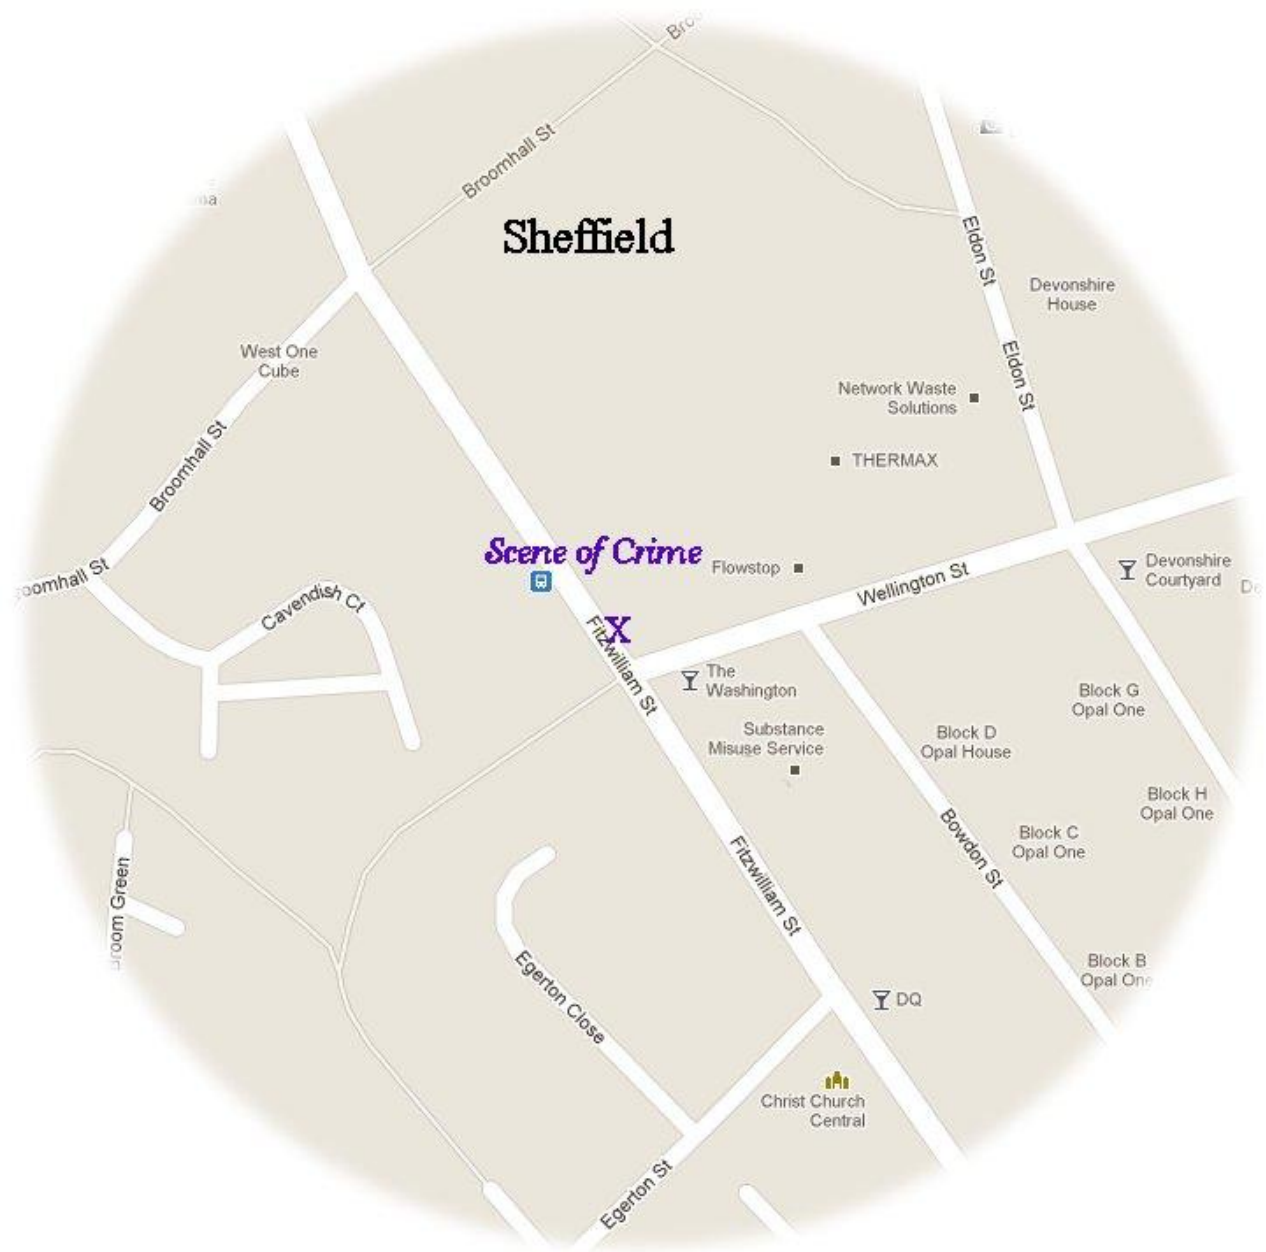 Broomhall St
Sheffield
Eldon St
Devonshire
House
West One
Cube
Eldon St
Network Waste
Solutions
Broomhall St
THERMAX
Scene of Crime
Flowstop
Wellington St
Devonshire
Courtyard
Cavendish Ct
X
Fitzwilliam St
The
Washington
Block G
Opal One
Substance
Misuse Service
Block D
Opal House
Block H
Opal One
Block C
Opal One
Bowdon St
Fitzwilliam St
Broom Green
Block B
Opal One
Egerton Close
DQ
Christ Church
Central
Egerton St